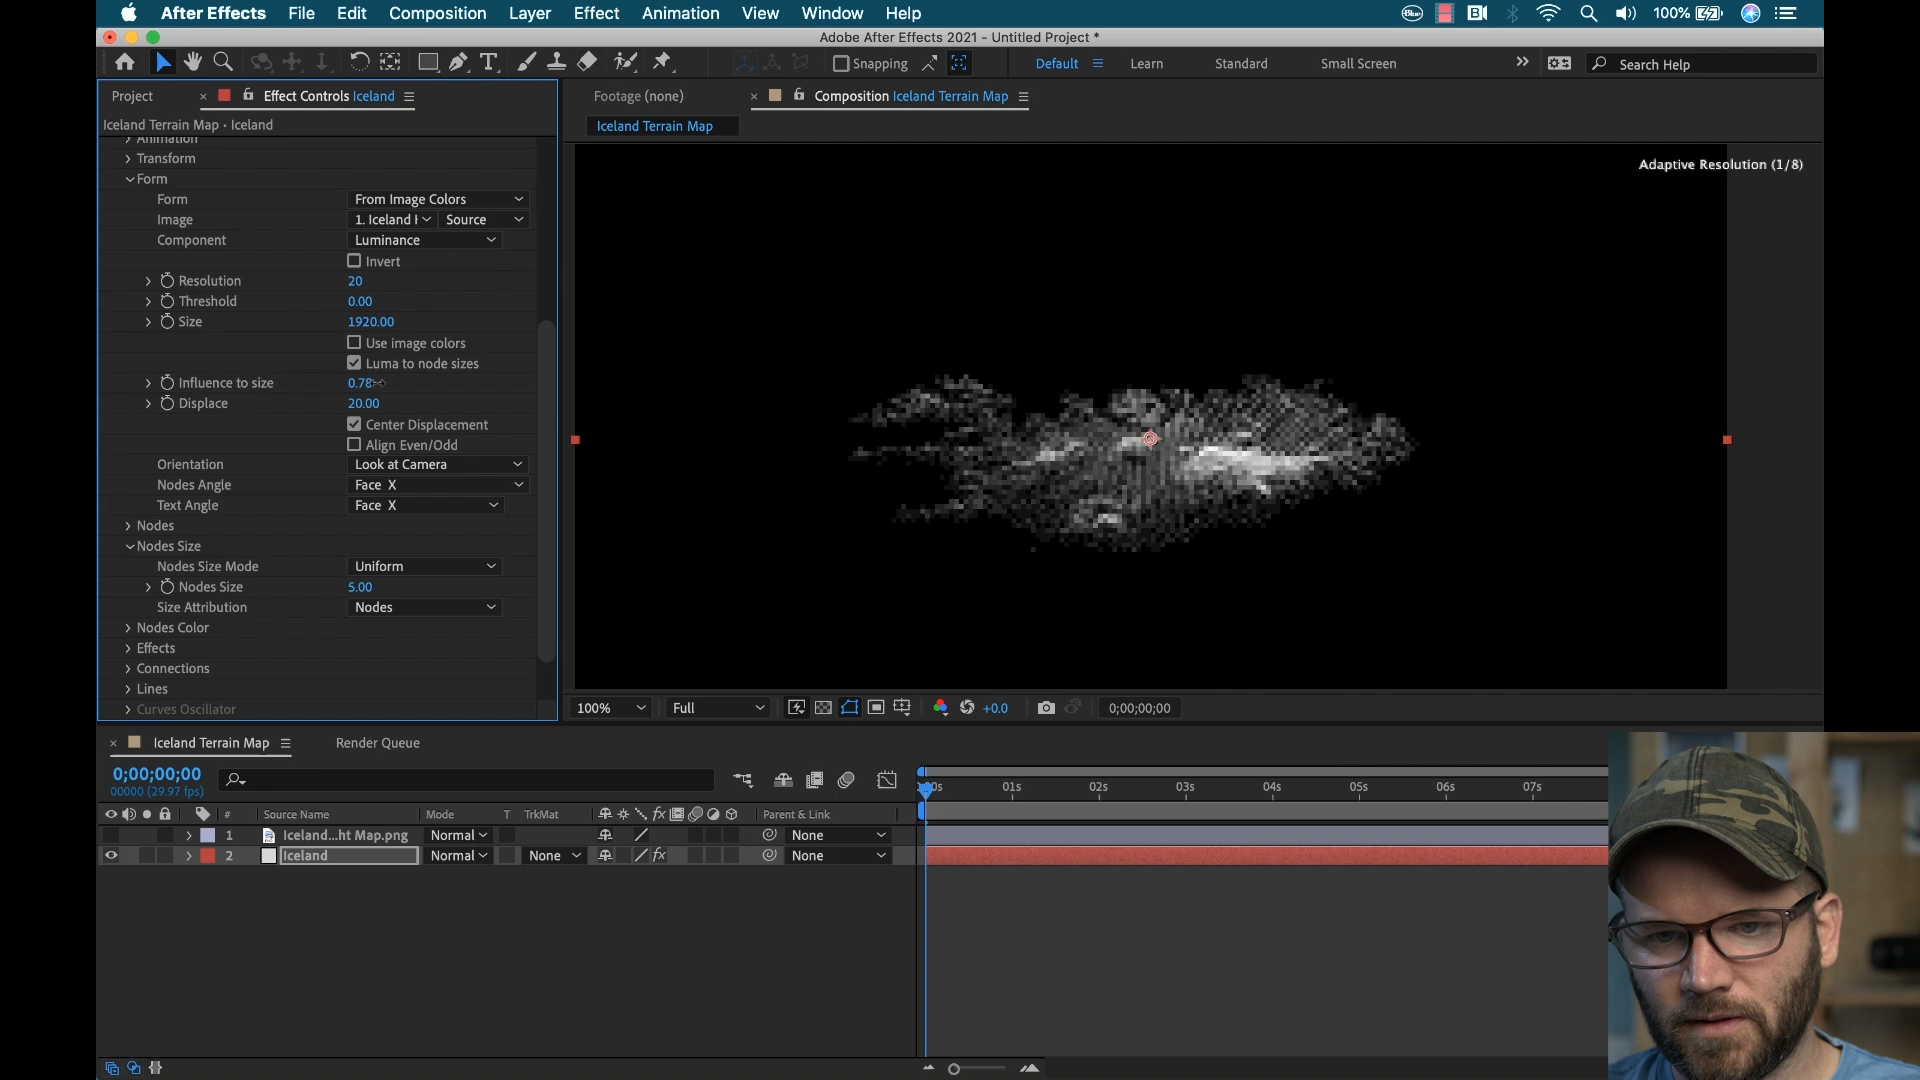 After Effects File Edit Composition Layer Effect Animation View Window Help 100%
Adobe After Effects 2021 - Untitled Project *
Snapping Default Learn Standard Small Screen Search Help
Project Effect Controls Iceland Footage (none) Composition Iceland Terrain Map
Iceland Terrain Map • Iceland Iceland Terrain Map
Animation
Adaptive Resolution (1/8)
Transform
Form
Form From Image Colors
Image 1. Iceland H Source
Component Luminance
Invert
Resolution 20
Threshold 0.00
Size 1920.00
Use image colors
Luma to node sizes
Influence to size 0.78
Displace 20.00
Center Displacement
Align Even/Odd
Orientation Look at Camera
Nodes Angle Face X
Text Angle Face X
Nodes
Nodes Size
Nodes Size Mode Uniform
Nodes Size 5.00
Size Attribution Nodes
Nodes Color
Effects
Connections
Lines
Curves Oscillator
100% Full +0.0 0;00;00;00
Iceland Terrain Map Render Queue
0;00;00;00
00000 (29.97 fps)
:00s 01s 02s 03s 04s 05s 06s 07s
# Source Name Mode T TrkMat fx Parent & Link
1 Iceland...ht Map.png Normal None
2 Iceland Normal None fx None